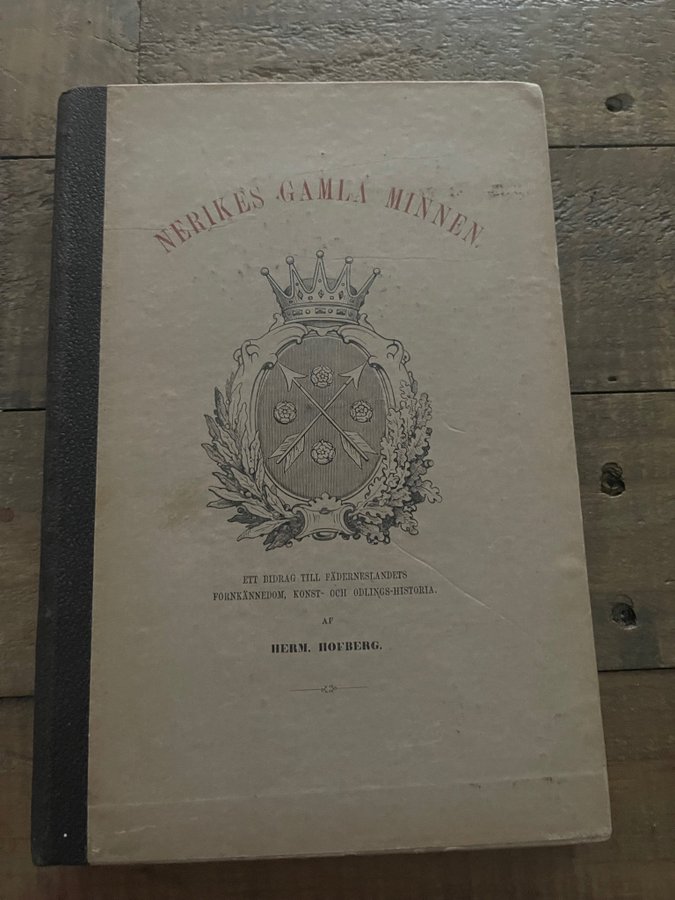 NERIKES GAMLA MINNEN.
ETT BIDRAG TILL FÄDERNESLANDETS
FORNKÄNNEDOM, KONST- OCH ODLINGS-HISTORIA.
AF
HERM. HOFBERG.